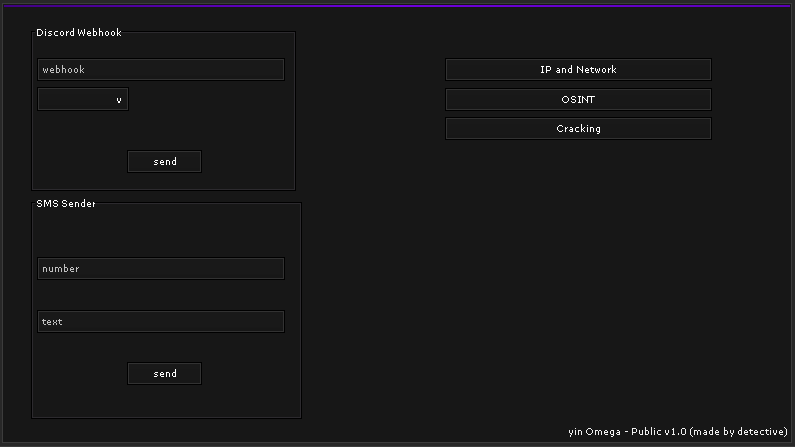 Discord Webhook
webhook
v
send
SMS Sender
number
text
send
IP and Network
OSINT
Cracking
yin Omega - Public v1.0 (made by detective)